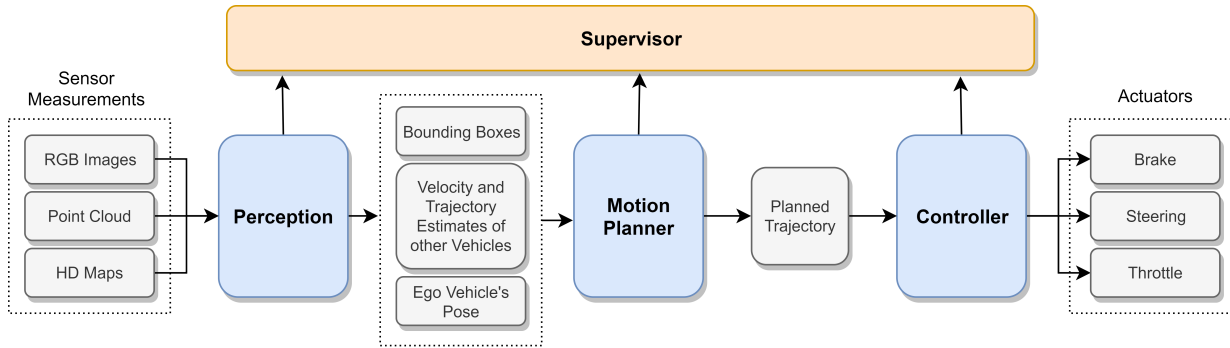 Supervisor
Sensor
Measurements
RGB Images
Point Cloud
HD Maps
Perception
Bounding Boxes
Velocity and
Trajectory
Estimates of
other Vehicles
Ego Vehicle's
Pose
Motion
Planner
Planned
Trajectory
Controller
Actuators
Brake
Steering
Throttle